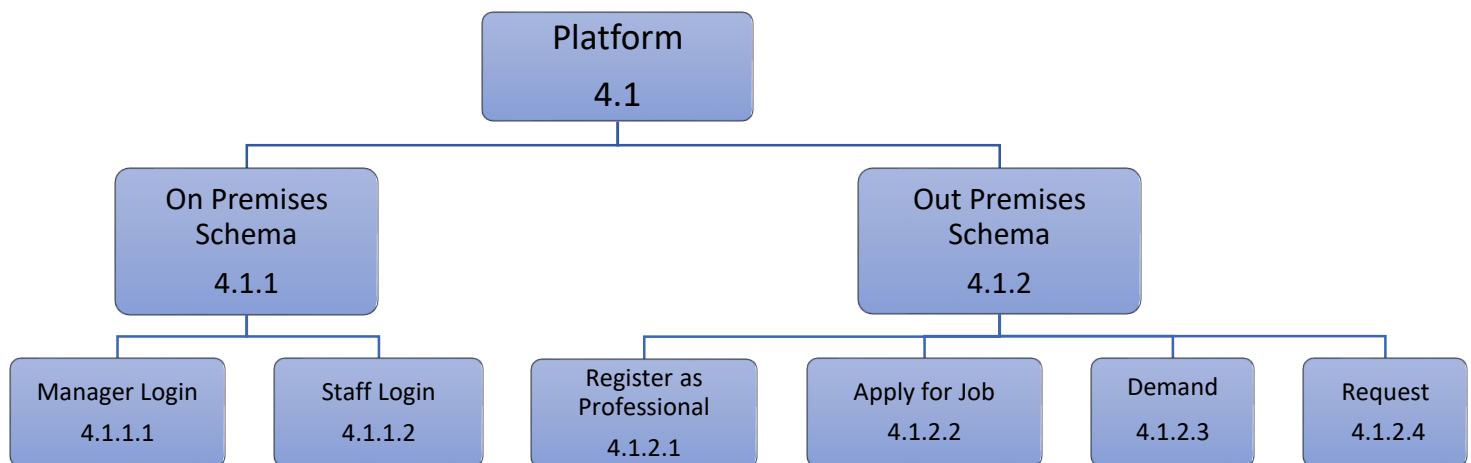 Platform
4.1
On Premises
Schema
4.1.1
Out Premises
Schema
4.1.2
Manager Login
4.1.1.1
Staff Login
4.1.1.2
Register as
Professional
4.1.2.1
Apply for Job
4.1.2.2
Demand
4.1.2.3
Request
4.1.2.4